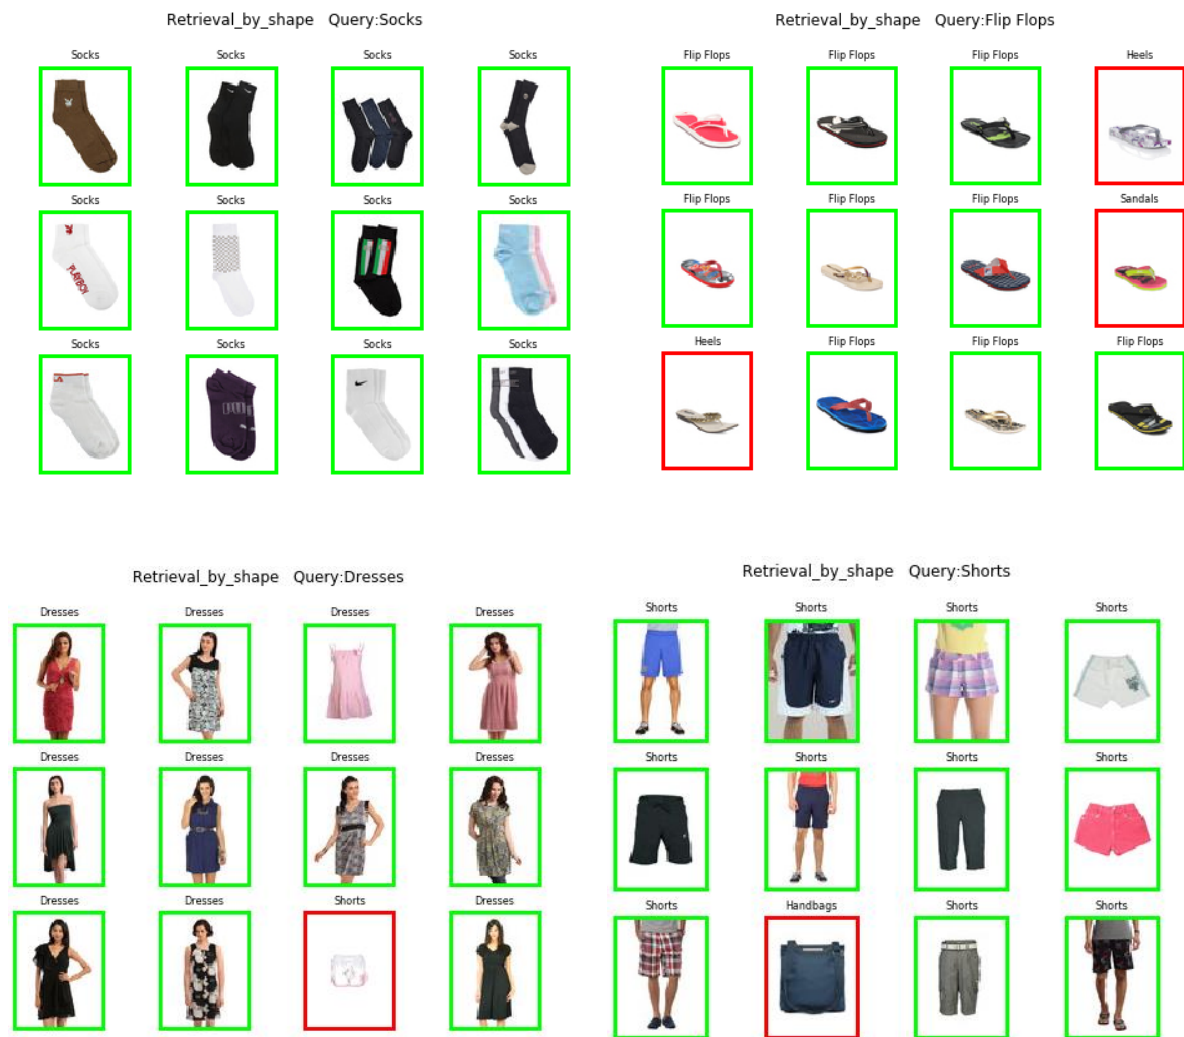 Retrieval_by_shape Query:Socks
Socks Socks Socks Socks
Socks Socks Socks Socks
PLAYBOY
Socks Socks Socks Socks
Retrieval_by_shape Query:Flip Flops
Flip Flops Flip Flops Flip Flops Heels
Flip Flops Flip Flops Flip Flops Sandals
Heels Flip Flops Flip Flops Flip Flops
Retrieval_by_shape Query:Dresses
Dresses Dresses Dresses Dresses
Dresses Dresses Dresses Dresses
Dresses Dresses Shorts Dresses
Retrieval_by_shape Query:Shorts
Shorts Shorts Shorts Shorts
Shorts Shorts Shorts Shorts
Shorts Handbags Shorts Shorts